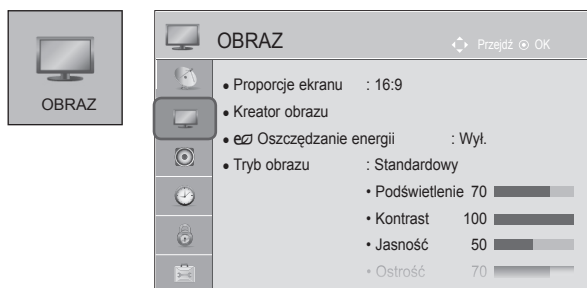 OBRAZ
OBRAZ
Przejdź OK
• Proporcje ekranu : 16:9
• Kreator obrazu
• Oszczędzanie energii : Wył.
• Tryb obrazu : Standardowy
• Podświetlenie 70
• Kontrast 100
• Jasność 50
• Ostrość 70